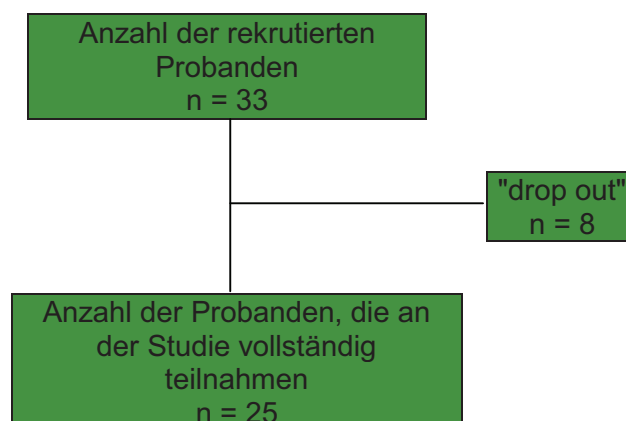 Anzahl der rekrutierten
Probanden
n = 33
"drop out"
n = 8
Anzahl der Probanden, die an
der Studie vollständig
teilnahmen
n = 25